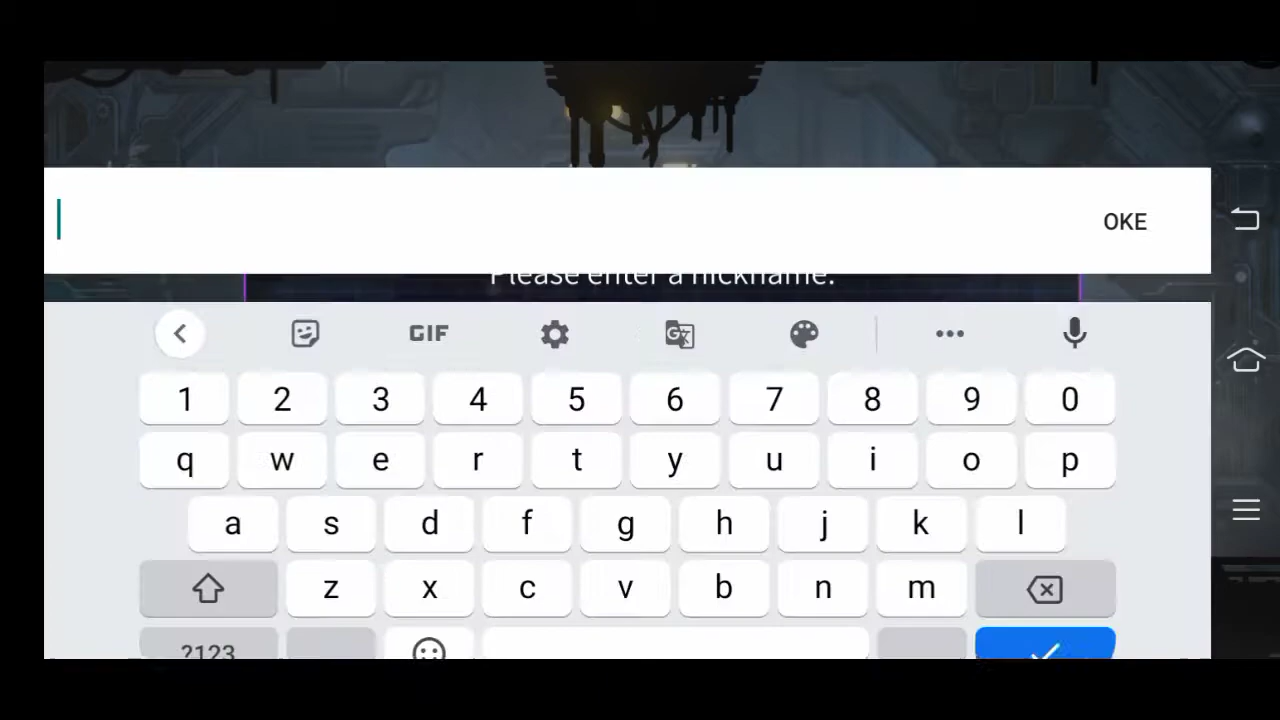 OKE
Please enter a nickname.
GIF
1 2 3 4 5 6 7 8 9 0
q w e r t y u i o p
a s d f g h j k l
z x c v b n m
?123